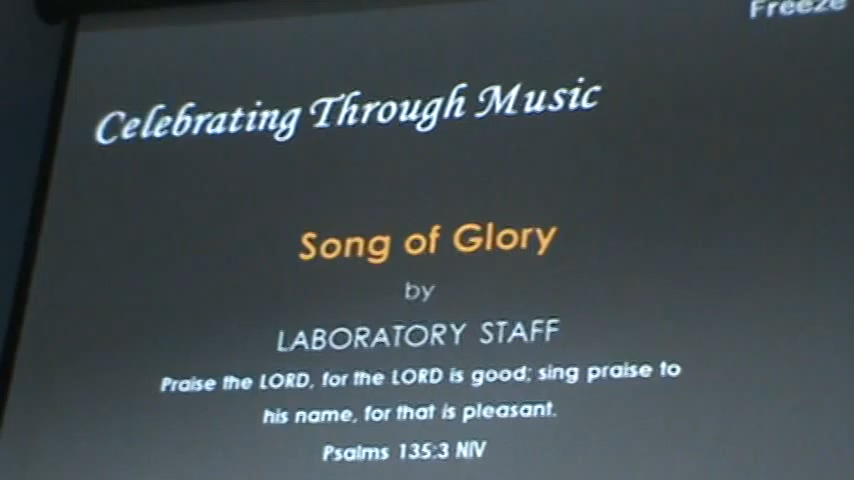 Freeze
Celebrating Through Music
Song of Glory
by
LABORATORY STAFF
Praise the LORD, for the LORD is good; sing praise to
his name, for that is pleasant.
Psalms 135:3 NIV